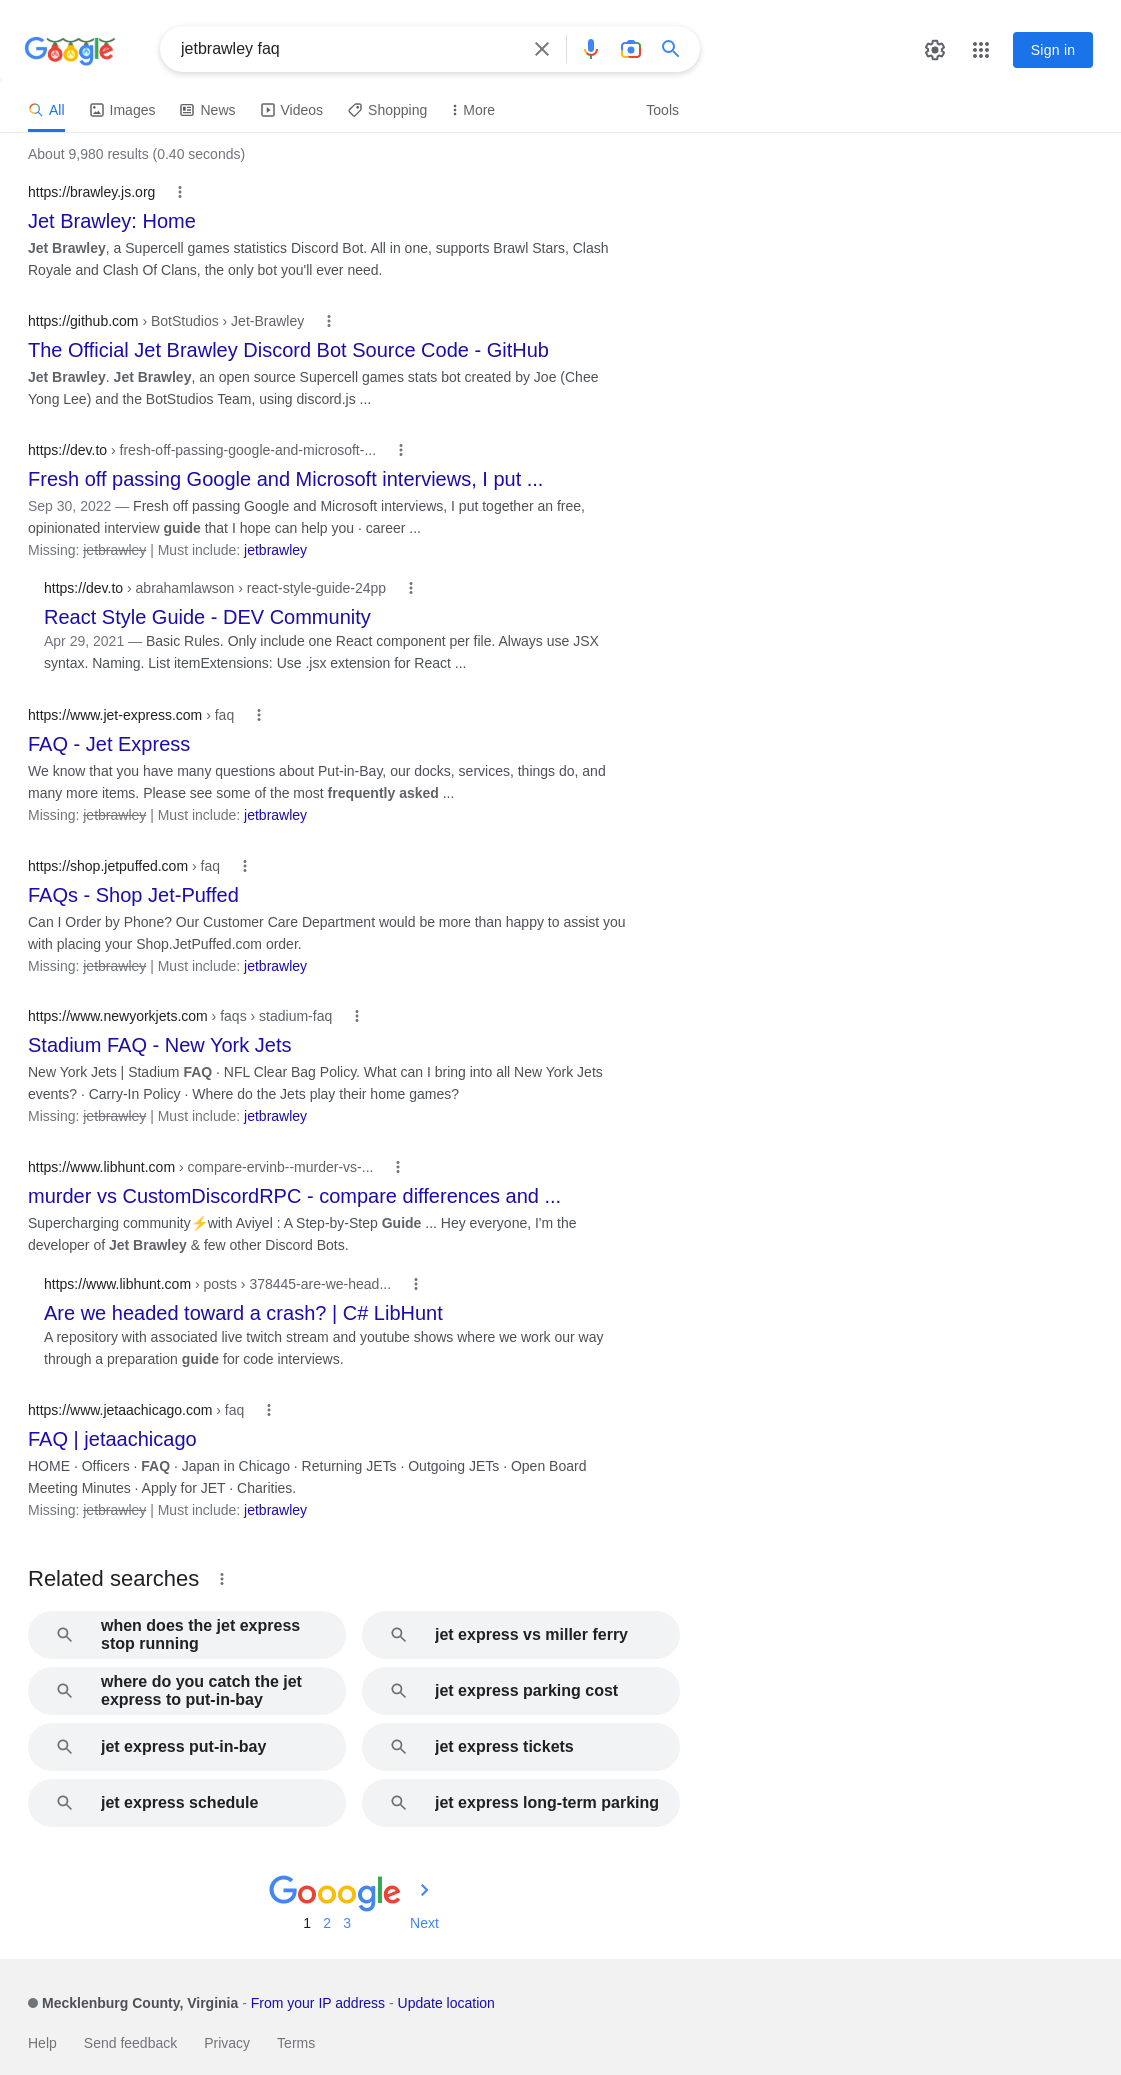 Google
jetbrawley faq
Sign in
All
Images
News
Videos
Shopping
More
Tools
About 9,980 results (0.40 seconds)
https://brawley.js.org
Jet Brawley: Home
Jet Brawley, a Supercell games statistics Discord Bot. All in one, supports Brawl Stars, Clash
Royale and Clash Of Clans, the only bot you'll ever need.
https://github.com › BotStudios › Jet-Brawley
The Official Jet Brawley Discord Bot Source Code - GitHub
Jet Brawley. Jet Brawley, an open source Supercell games stats bot created by Joe (Chee
Yong Lee) and the BotStudios Team, using discord.js ...
https://dev.to › fresh-off-passing-google-and-microsoft-...
Fresh off passing Google and Microsoft interviews, I put ...
Sep 30, 2022 — Fresh off passing Google and Microsoft interviews, I put together an free,
opinionated interview guide that I hope can help you · career ...
Missing: jetbrawley | Must include: jetbrawley
https://dev.to › abrahamlawson › react-style-guide-24pp
React Style Guide - DEV Community
Apr 29, 2021 — Basic Rules. Only include one React component per file. Always use JSX
syntax. Naming. List itemExtensions: Use .jsx extension for React ...
https://www.jet-express.com › faq
FAQ - Jet Express
We know that you have many questions about Put-in-Bay, our docks, services, things do, and
many more items. Please see some of the most frequently asked ...
Missing: jetbrawley | Must include: jetbrawley
https://shop.jetpuffed.com › faq
FAQs - Shop Jet-Puffed
Can I Order by Phone? Our Customer Care Department would be more than happy to assist you
with placing your Shop.JetPuffed.com order.
Missing: jetbrawley | Must include: jetbrawley
https://www.newyorkjets.com › faqs › stadium-faq
Stadium FAQ - New York Jets
New York Jets | Stadium FAQ · NFL Clear Bag Policy. What can I bring into all New York Jets
events? · Carry-In Policy · Where do the Jets play their home games?
Missing: jetbrawley | Must include: jetbrawley
https://www.libhunt.com › compare-ervinb--murder-vs-...
murder vs CustomDiscordRPC - compare differences and ...
Supercharging community⚡with Aviyel : A Step-by-Step Guide ... Hey everyone, I'm the
developer of Jet Brawley & few other Discord Bots.
https://www.libhunt.com › posts › 378445-are-we-head...
Are we headed toward a crash? | C# LibHunt
A repository with associated live twitch stream and youtube shows where we work our way
through a preparation guide for code interviews.
https://www.jetaachicago.com › faq
FAQ | jetaachicago
HOME · Officers · FAQ · Japan in Chicago · Returning JETs · Outgoing JETs · Open Board
Meeting Minutes · Apply for JET · Charities.
Missing: jetbrawley | Must include: jetbrawley
Related searches
when does the jet express
stop running
jet express vs miller ferry
where do you catch the jet
express to put-in-bay
jet express parking cost
jet express put-in-bay
jet express tickets
jet express schedule
jet express long-term parking
Gooogle
1 2 3 Next
Mecklenburg County, Virginia - From your IP address - Update location
Help Send feedback Privacy Terms